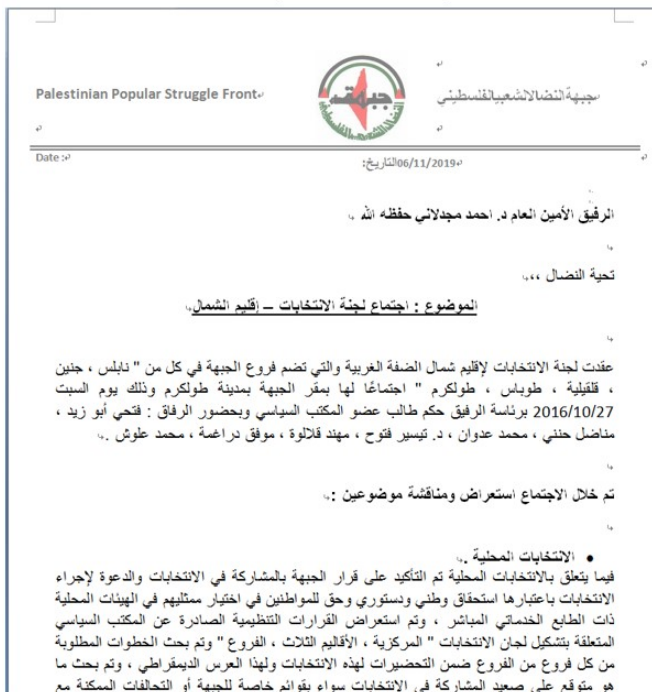 Palestinian Popular Struggle Front
جبهة النضال الشعبي الفلسطيني
جبهة
Date :
06/11/2019التاريخ:
الرفيق الأمين العام د. احمد مجدلاني حفظه الله
تحية النضال ،،
الموضوع : اجتماع لجنة الانتخابات – إقليم الشمال
عقدت لجنة الانتخابات لإقليم شمال الضفة الغربية والتي تضم فروع الجبهة في كل من " نابلس ، جنين
، قلقيلية ، طوباس ، طولكرم " اجتماعًا لها بمقر الجبهة بمدينة طولكرم وذلك يوم السبت
2016/10/27 برئاسة الرفيق حكم طالب عضو المكتب السياسي وبحضور الرفاق : فتحي أبو زيد ،
مناضل حنني ، محمد عدوان ، د. تيسير فتوح ، مهند قلالوة ، موفق دراغمة ، محمد علوش .
تم خلال الاجتماع استعراض ومناقشة موضوعين :
• الانتخابات المحلية .
فيما يتعلق بالانتخابات المحلية تم التأكيد على قرار الجبهة بالمشاركة في الانتخابات والدعوة لإجراء
الانتخابات باعتبارها استحقاق وطني ودستوري وحق للمواطنين في اختيار ممثليهم في الهيئات المحلية
ذات الطابع الخدماتي المباشر ، وتم استعراض القرارات التنظيمية الصادرة عن المكتب السياسي
المتعلقة بتشكيل لجان الانتخابات " المركزية ، الأقاليم الثلاث ، الفروع " وتم بحث الخطوات المطلوبة
من كل فروع من الفروع ضمن التحضيرات لهذه الانتخابات ولهذا العرس الديمقراطي ، وتم بحث ما
هو متوقع على صعيد المشاركة في الانتخابات سواء بقوائم خاصة للجبهة أو التحالفات الممكنة مع